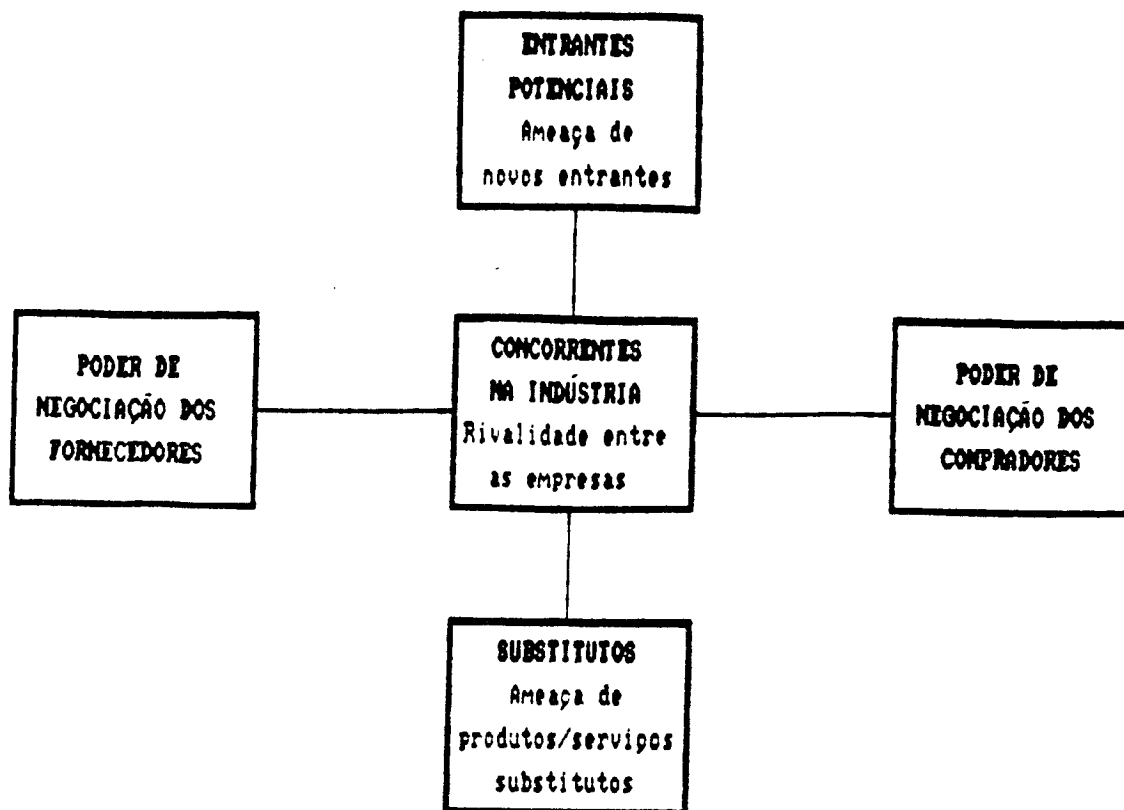 ENTRANTES
POTENCIAIS
Ameaça de
novos entrantes
PODER DE
NEGOCIAÇÃO DOS
FORNECEDORES
CONCORRENTES
NA INDÚSTRIA
Rivalidade entre
as empresas
PODER DE
NEGOCIAÇÃO DOS
COMPRADORES
SUBSTITUTOS
Ameaça de
produtos/serviços
substitutos